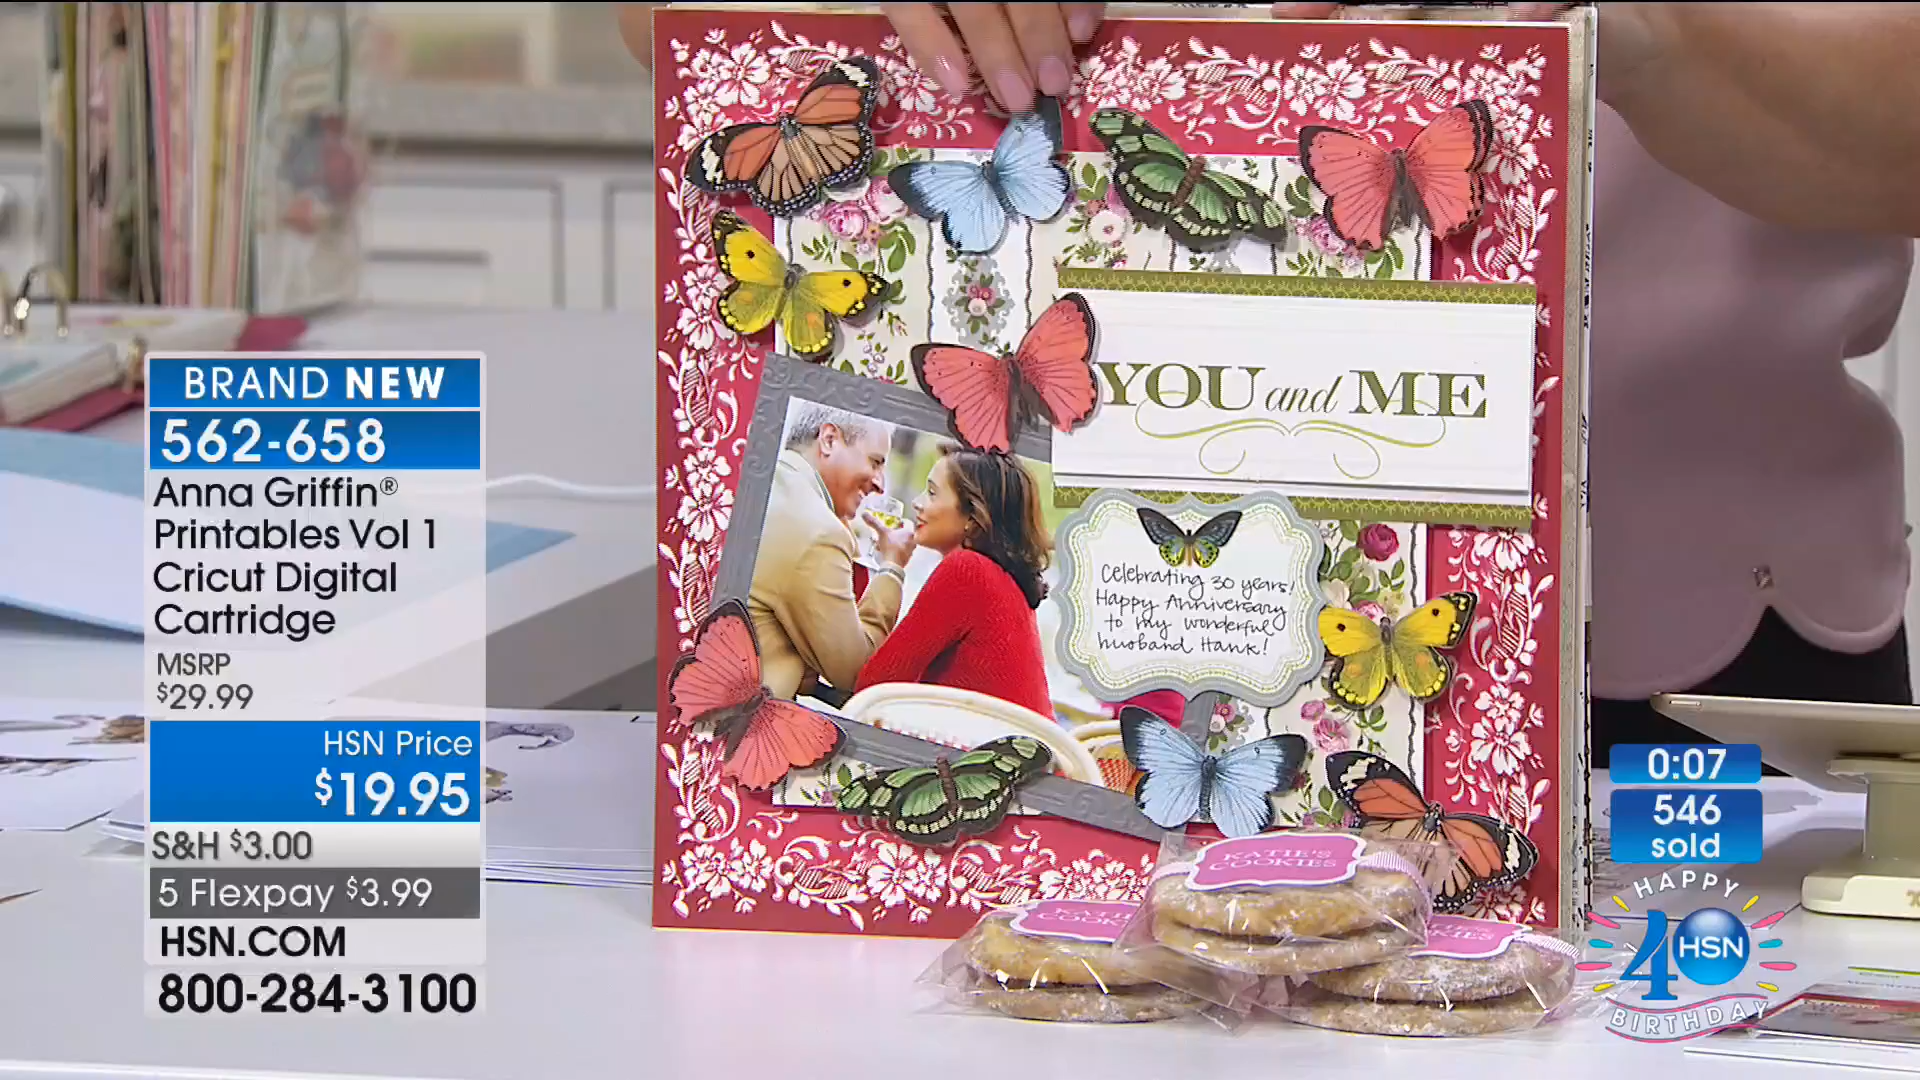 BRAND NEW
562-658
Anna Griffin®
Printables Vol 1
Cricut Digital
Cartridge
MSRP
$29.99
HSN Price
$19.95
S&H $3.00
5 Flexpay $3.99
HSN.COM
800-284-3100
YOU and ME
Celebrating 30 years!
Happy Anniversary
to my wonderful
husband Hank!
KATIE'S
COOKIES
0:07
546
sold
HAPPY
40
HSN
BIRTHDAY